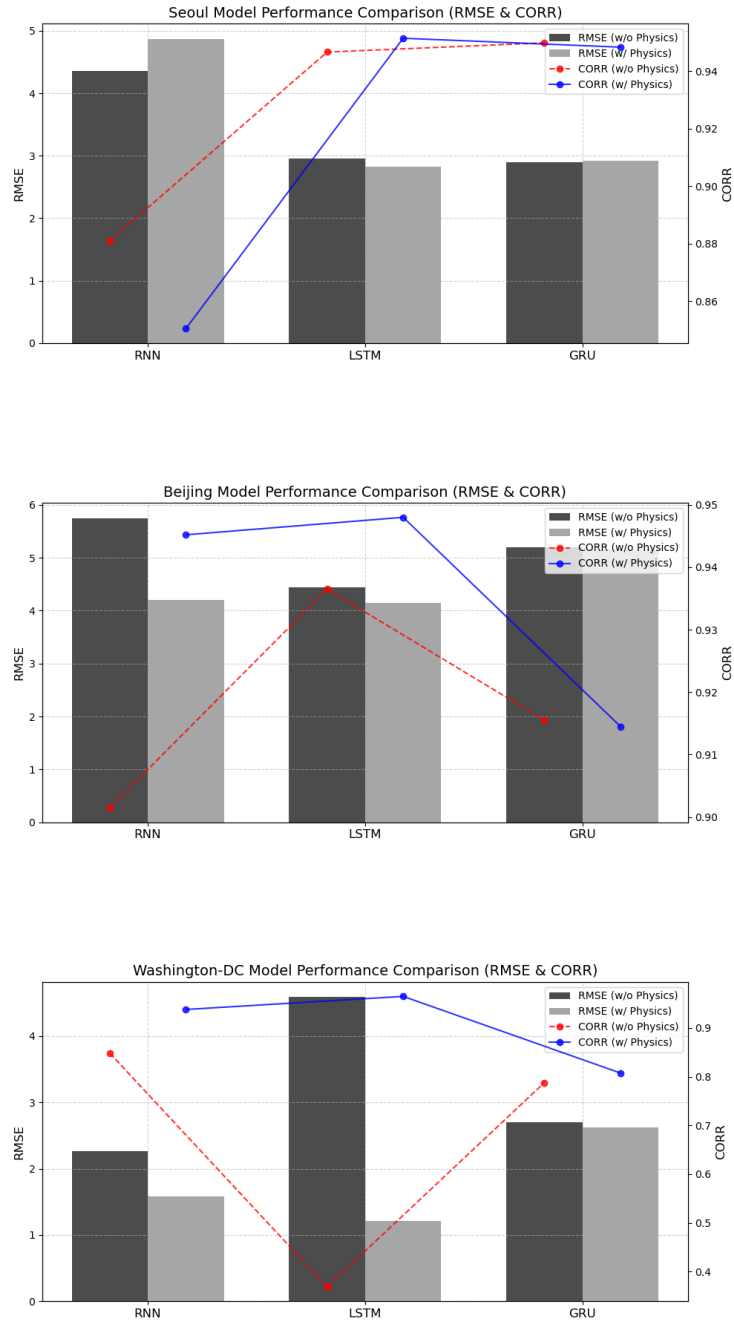 Seoul Model Performance Comparison (RMSE & CORR)
5
4
3
2
1
0
RMSE
RMSE (w/o Physics)
RMSE (w/ Physics)
CORR (w/o Physics)
CORR (w/ Physics)
0.94
0.92
0.90
0.88
0.86
CORR
RNN
LSTM
GRU
Beijing Model Performance Comparison (RMSE & CORR)
6
5
4
3
2
1
0
RMSE
RMSE (w/o Physics)
RMSE (w/ Physics)
CORR (w/o Physics)
CORR (w/ Physics)
0.95
0.94
0.93
0.92
0.91
0.90
CORR
RNN
LSTM
GRU
Washington-DC Model Performance Comparison (RMSE & CORR)
4
3
2
1
0
RMSE
RMSE (w/o Physics)
RMSE (w/ Physics)
CORR (w/o Physics)
CORR (w/ Physics)
0.9
0.8
0.7
0.6
0.5
0.4
CORR
RNN
LSTM
GRU